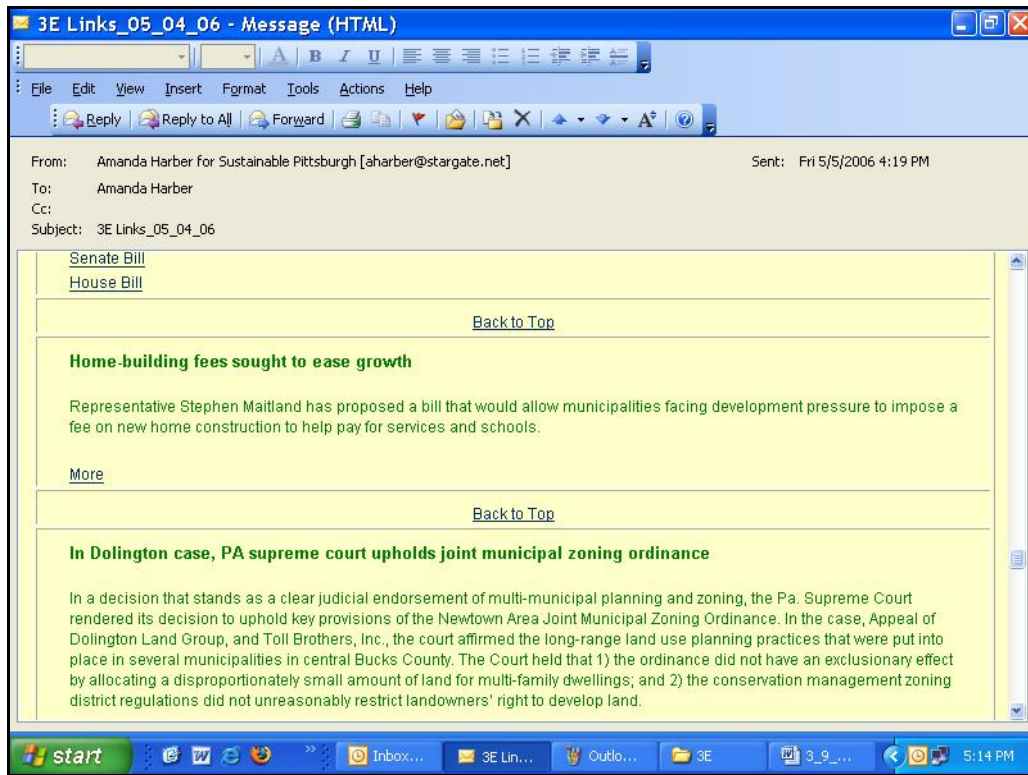 3E Links_05_04_06 - Message (HTML)
A B I U
File Edit View Insert Format Tools Actions Help
Reply Reply to All Forward A
From: Amanda Harber for Sustainable Pittsburgh [aharber@stargate.net] Sent: Fri 5/5/2006 4:19 PM
To: Amanda Harber
Cc:
Subject: 3E Links_05_04_06
Senate Bill
House Bill
Back to Top
Home-building fees sought to ease growth
Representative Stephen Maitland has proposed a bill that would allow municipalities facing development pressure to impose a
fee on new home construction to help pay for services and schools.
More
Back to Top
In Dolington case, PA supreme court upholds joint municipal zoning ordinance
In a decision that stands as a clear judicial endorsement of multi-municipal planning and zoning, the Pa. Supreme Court
rendered its decision to uphold key provisions of the Newtown Area Joint Municipal Zoning Ordinance. In the case, Appeal of
Dolington Land Group, and Toll Brothers, Inc., the court affirmed the long-range land use planning practices that were put into
place in several municipalities in central Bucks County. The Court held that 1) the ordinance did not have an exclusionary effect
by allocating a disproportionately small amount of land for multi-family dwellings; and 2) the conservation management zoning
district regulations did not unreasonably restrict landowners' right to develop land.
start Inbox... 3E Lin... Outlo... 3E 3_9_... 5:14 PM